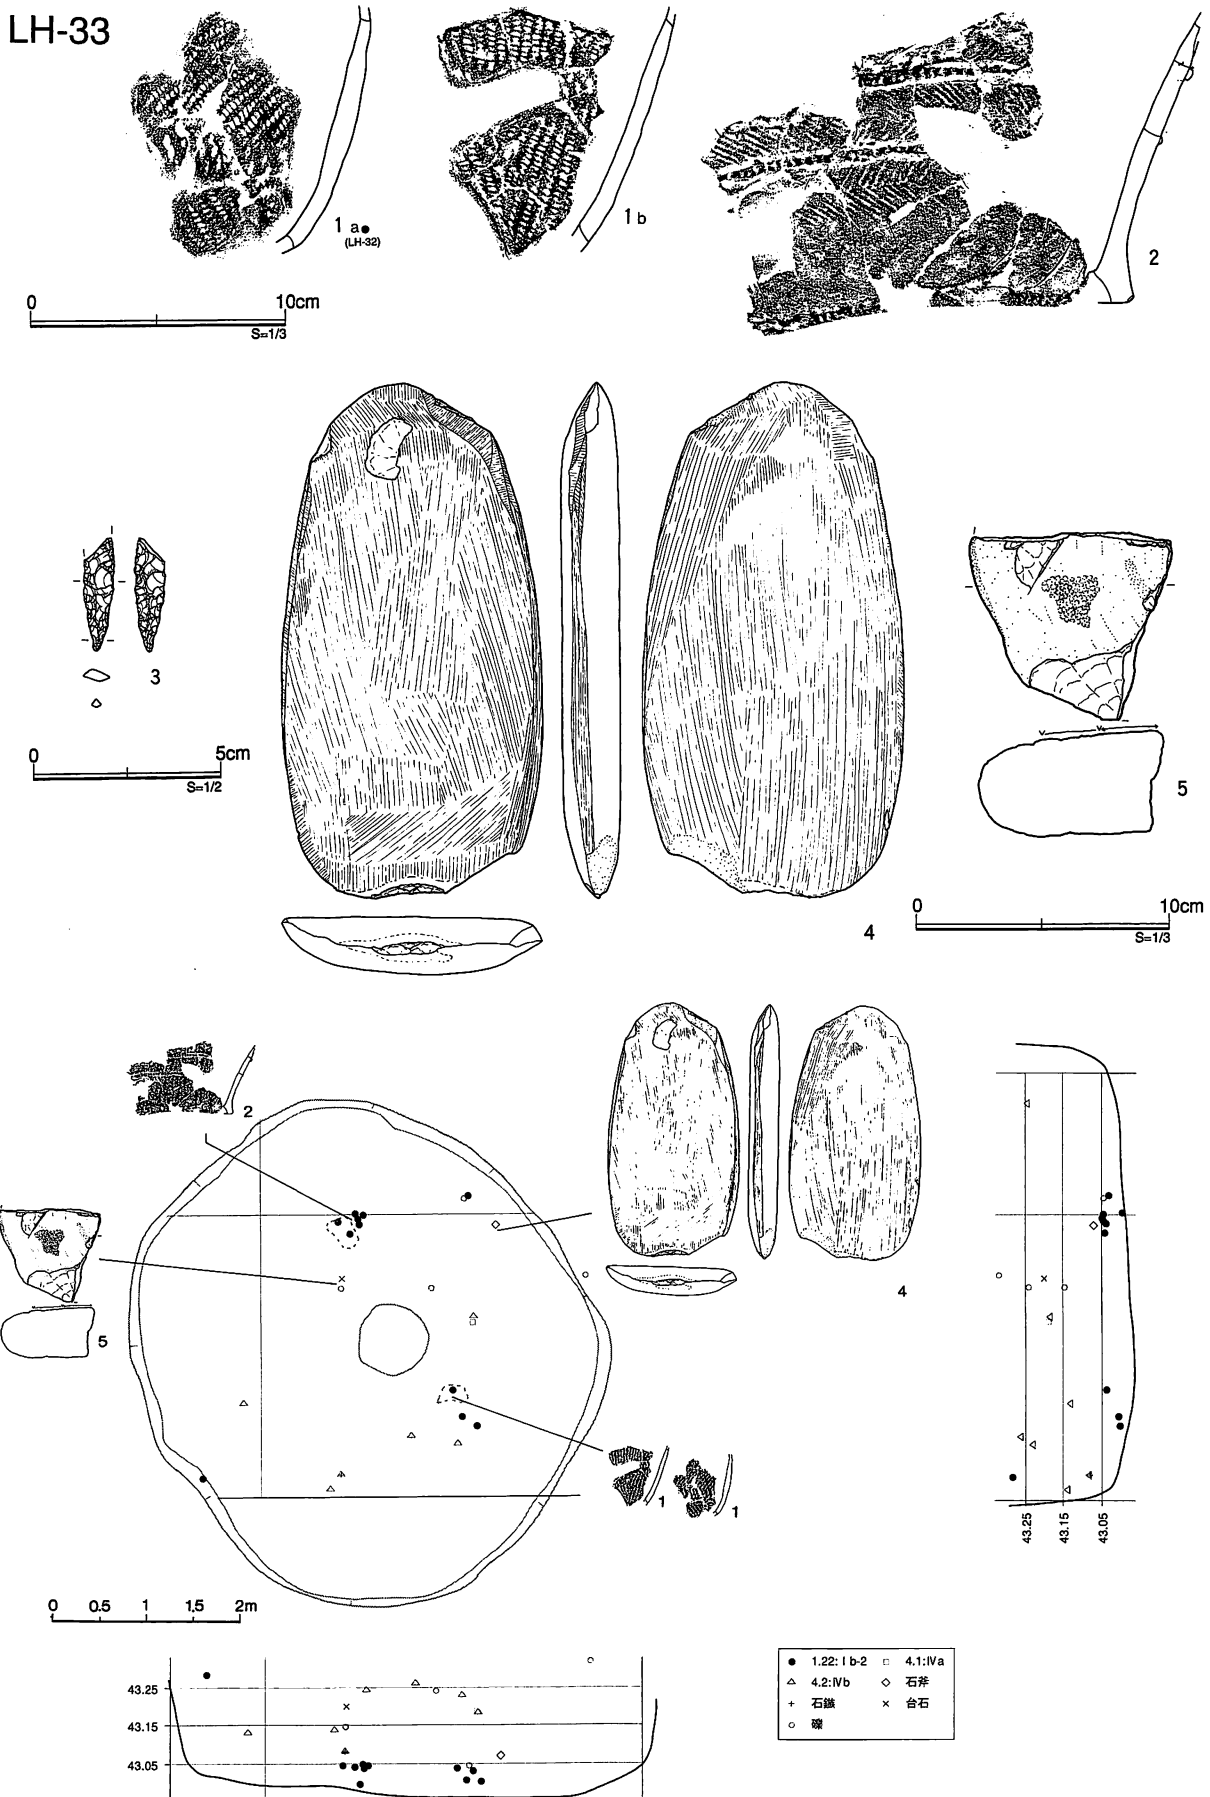 LH-33
1 a●
(LH-32)
1 b
2
0 10cm
S=1/3
3
0 5cm
S=1/2
4
5
0 10cm
S=1/3
2
4
5
1 1
43.25 43.15 43.05
0 0.5 1 1.5 2m
43.25
43.15
43.05
● 1.22: Ⅰb-2 □ 4.1:Ⅳa
△ 4.2:Ⅳb ◇ 石斧
+ 石鏃 × 台石
○ 礫